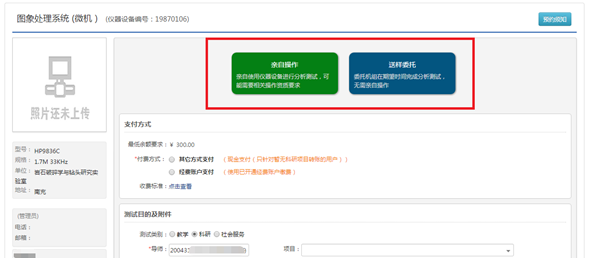 图象处理系统 (微机 ) (仪器设备编号：19870106)
预约须知
照片还未上传
型号： HP9836C
规格： 1.7M 33KHz
单位： 岩石破碎学与钻头研究实
验室
地址： 南充
(管理员)
电话：
邮箱：
亲自操作
亲自使用仪器设备进行分析测试，可
能需要相关操作资质要求
送样委托
委托机组在期望时间完成分析测试，
无需亲自操作
支付方式
最低余额要求： ¥ 300.00
*付费方式： 其它方式支付 （现金支付（只针对暂无科研项目转账的用户））
经费账户支付 （使用已开通经费账户缴费）
收费标准：点击查看
测试目的及附件
测试类别： 教学 科研 社会服务
*导师： 200431
项目：